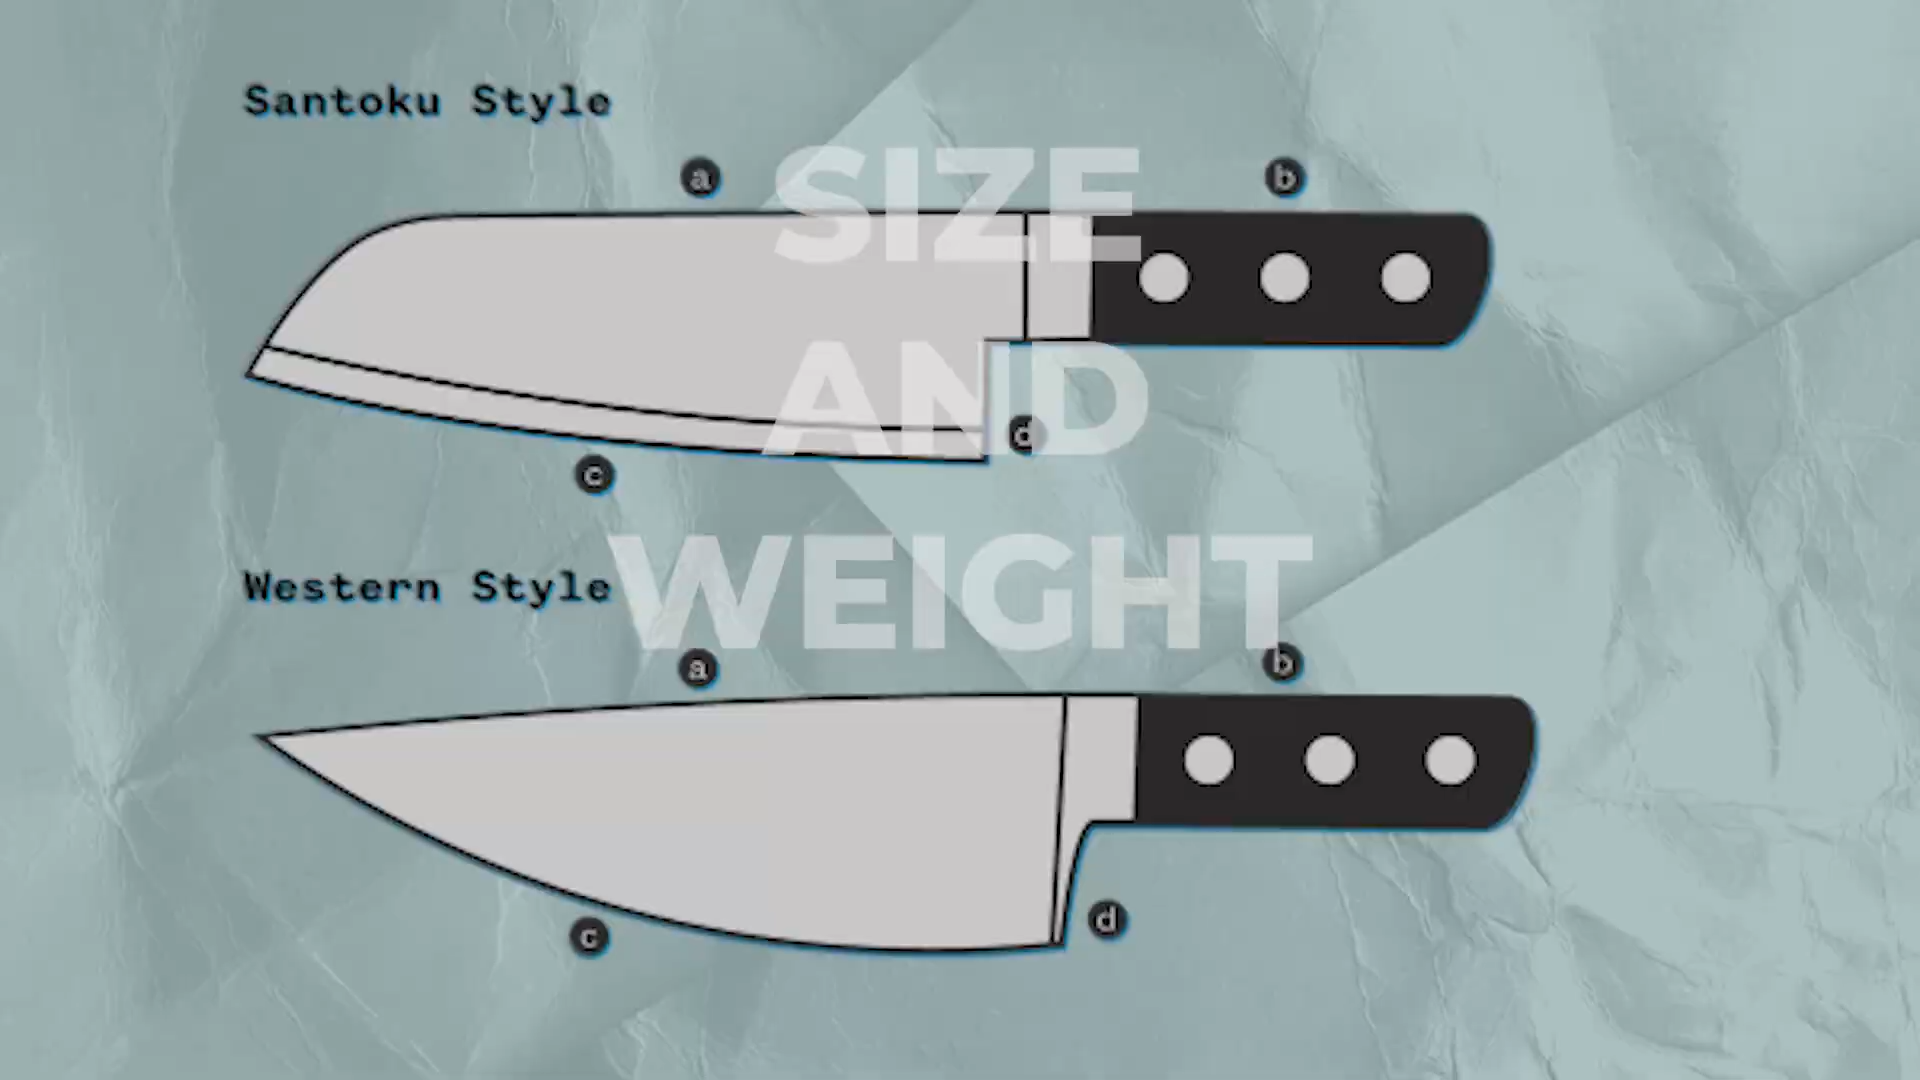 Santoku Style
a
b
SIZE
AND
d
c
WEIGHT
Western Style
a
b
c
d